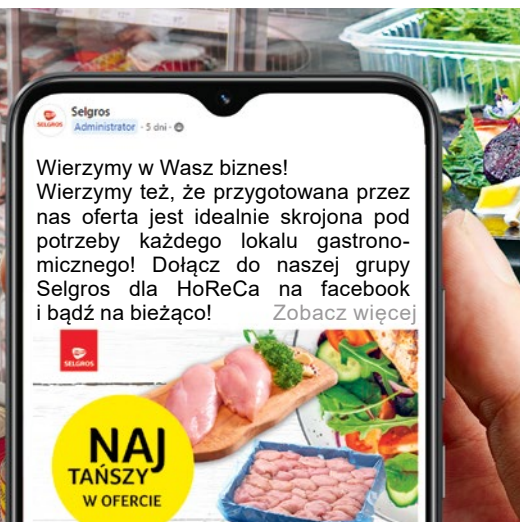 Selgros
SELGROS
Administrator · 5 dni ·
Wierzymy w Wasz biznes!
Wierzymy też, że przygotowana przez
nas oferta jest idealnie skrojona pod
potrzeby każdego lokalu gastrono-
micznego! Dołącz do naszej grupy
Selgros dla HoReCa na facebook
i bądź na bieżąco! Zobacz więcej
SELGROS
NAJ
TAŃSZY
W OFERCIE